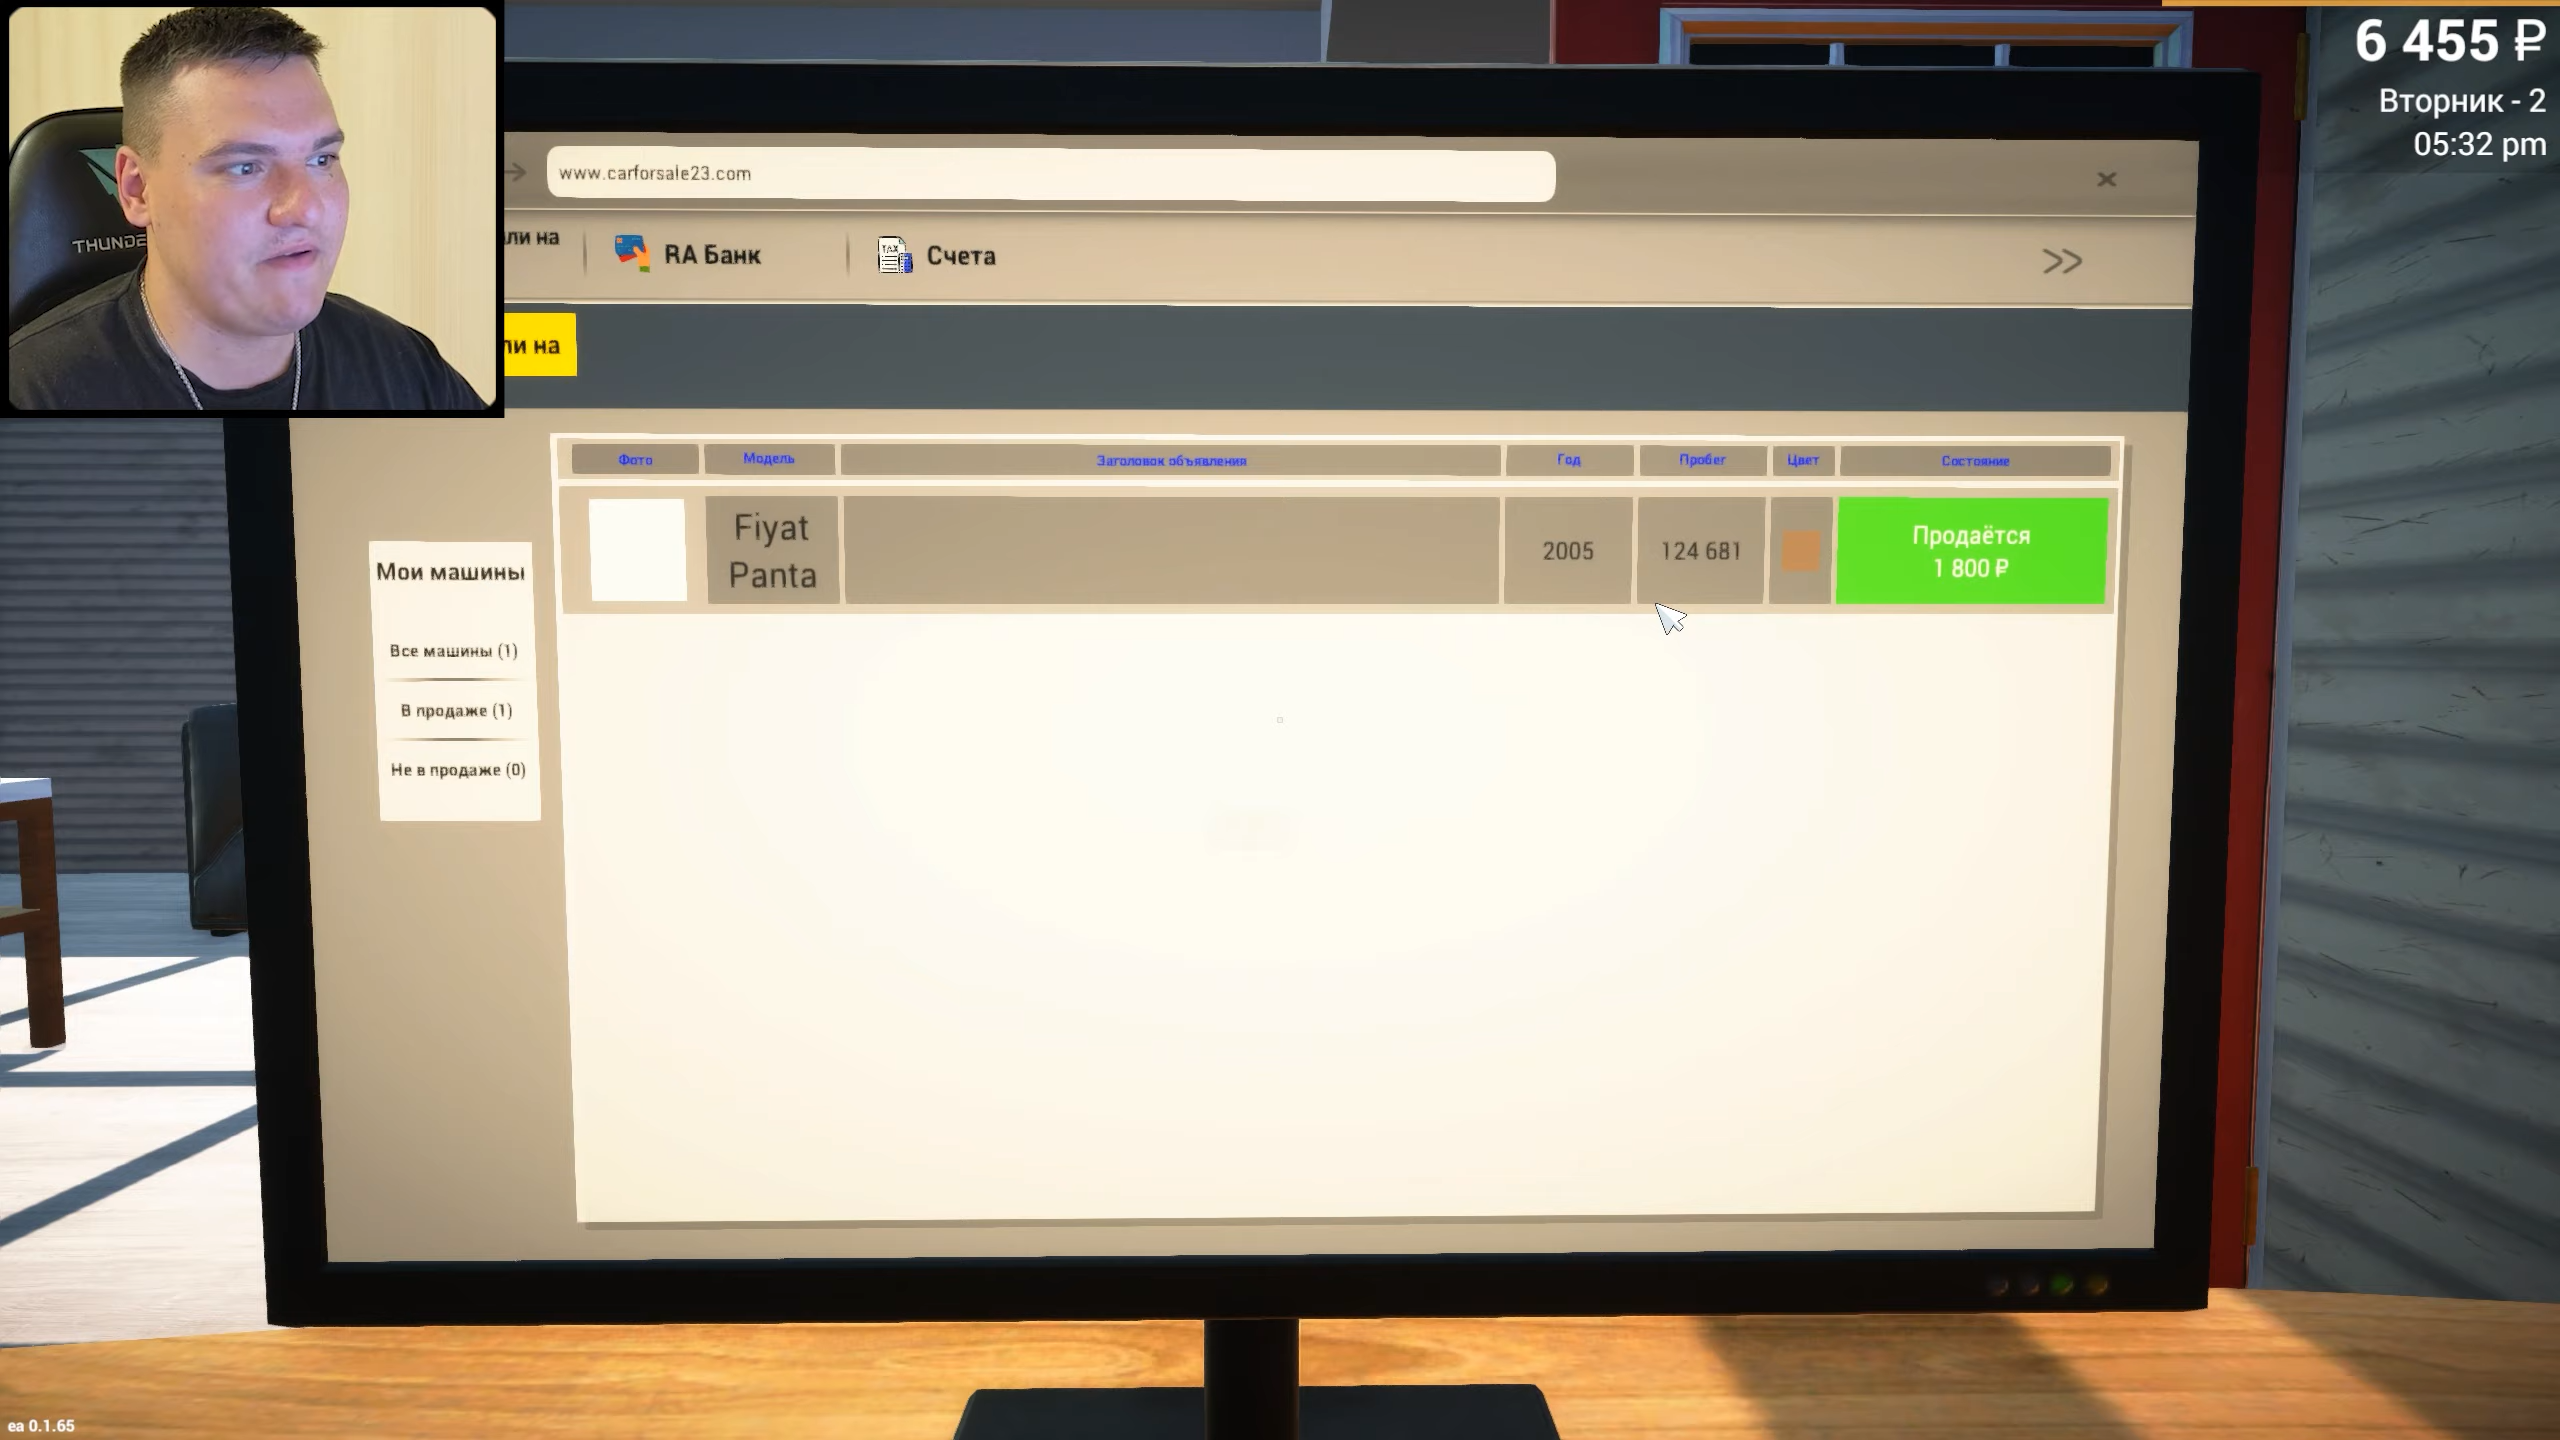 6 455 ₽
Вторник - 2
05:32 pm
THUNDE
www.carforsale23.com
ли на
RA Банк
TAX
Счета
>>
ли на
Фото
Модель
Заголовок объявления
Год
Пробег
Цвет
Состояние
Fiyat
Panta
2005
124 681
Продаётся
1 800 ₽
Мои машины
Все машины (1)
В продаже (1)
Не в продаже (0)
ea 0.1.65